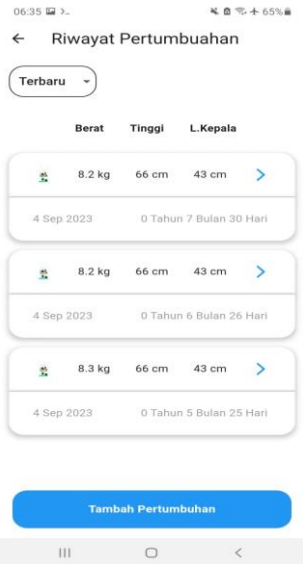 06:35 >_ 65%
Riwayat Pertumbuahan
Terbaru
Berat Tinggi L.Kepala
8.2 kg 66 cm 43 cm
4 Sep 2023 0 Tahun 7 Bulan 30 Hari
8.2 kg 66 cm 43 cm
4 Sep 2023 0 Tahun 6 Bulan 26 Hari
8.3 kg 66 cm 43 cm
4 Sep 2023 0 Tahun 5 Bulan 25 Hari
Tambah Pertumbuhan